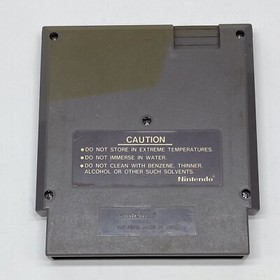 CAUTION
●DO NOT STORE IN EXTREME TEMPERATURES.
●DO NOT IMMERSE IN WATER.
●DO NOT CLEAN WITH BENZENE, THINNER,
ALCOHOL OR OTHER SUCH SOLVENTS.
Nintendo